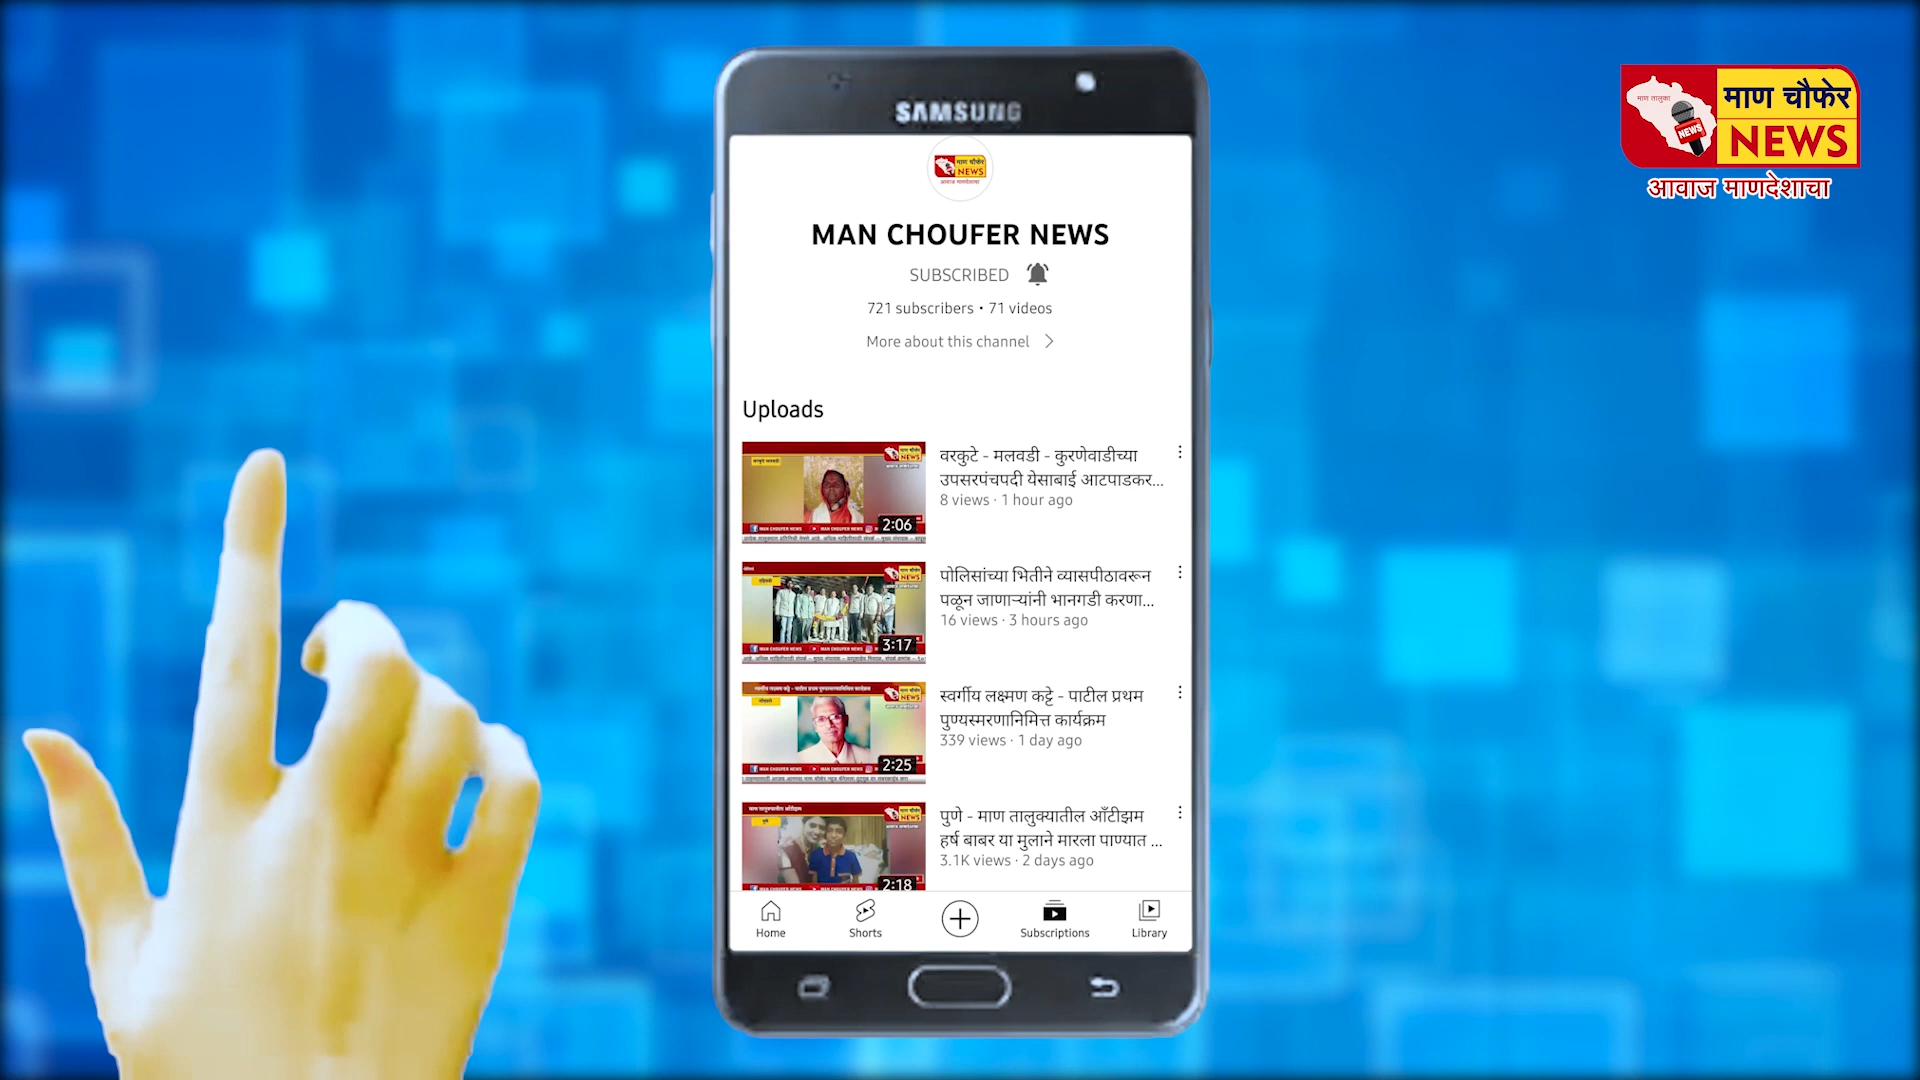 SAMSUNG
माण तालुका
NEWS
माण चौफेर
NEWS
आवाज माणदेशाचा
माण चौफेर
NEWS
आवाज माणदेशाचा
MAN CHOUFER NEWS
SUBSCRIBED
721 subscribers • 71 videos
More about this channel
Uploads
वरकुटे - मलवडी - कुरणेवाडीच्या
उपसरपंचपदी येसाबाई आटपाडकर...
8 views · 1 hour ago
2:06
पोलिसांच्या भितीने व्यासपीठावरून
पळून जाणाऱ्यांनी भानगडी करणा...
16 views · 3 hours ago
3:17
स्वर्गीय लक्ष्मण कट्टे - पाटील प्रथम
पुण्यस्मरणानिमित्त कार्यक्रम
339 views · 1 day ago
2:25
पुणे - माण तालुक्यातील ऑटीझम
हर्ष बाबर या मुलाने मारला पाण्यात ...
3.1K views · 2 days ago
2:18
Home
Shorts
Subscriptions
Library